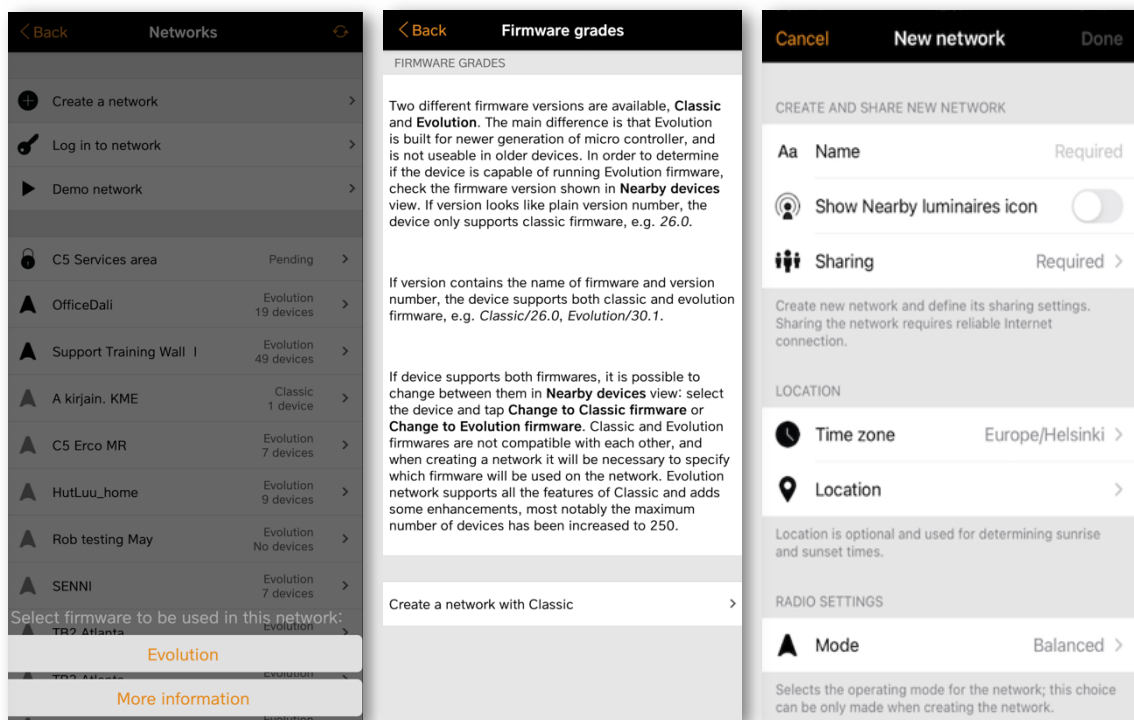 Back
Networks
Create a network
Log in to network
Demo network
C5 Services area
Pending
OfficeDali
Evolution
19 devices
Support Training Wall I
Evolution
49 devices
A kirjain. KME
Classic
1 device
C5 Erco MR
Evolution
7 devices
HutLuu_home
Evolution
9 devices
Rob testing May
Evolution
No devices
SENNI
Evolution
7 devices
Select firmware to be used in this network:
TB2 Atlanta
Evolution
Evolution
TB2 Atlanta
Evolution
More information
Evolution
Back
Firmware grades
FIRMWARE GRADES
Two different firmware versions are available, Classic
and Evolution. The main difference is that Evolution
is built for newer generation of micro controller, and
is not useable in older devices. In order to determine
if the device is capable of running Evolution firmware,
check the firmware version shown in Nearby devices
view. If version looks like plain version number, the
device only supports classic firmware, e.g. 26.0.
If version contains the name of firmware and version
number, the device supports both classic and evolution
firmware, e.g. Classic/26.0, Evolution/30.1.
If device supports both firmwares, it is possible to
change between them in Nearby devices view: select
the device and tap Change to Classic firmware or
Change to Evolution firmware. Classic and Evolution
firmwares are not compatible with each other, and
when creating a network it will be necessary to specify
which firmware will be used on the network. Evolution
network supports all the features of Classic and adds
some enhancements, most notably the maximum
number of devices has been increased to 250.
Create a network with Classic
Cancel
New network
Done
CREATE AND SHARE NEW NETWORK
Aa Name
Required
Show Nearby luminaires icon
Sharing
Required
Create new network and define its sharing settings.
Sharing the network requires reliable Internet
connection.
LOCATION
Time zone
Europe/Helsinki
Location
Location is optional and used for determining sunrise
and sunset times.
RADIO SETTINGS
Mode
Balanced
Selects the operating mode for the network; this choice
can be only made when creating the network.